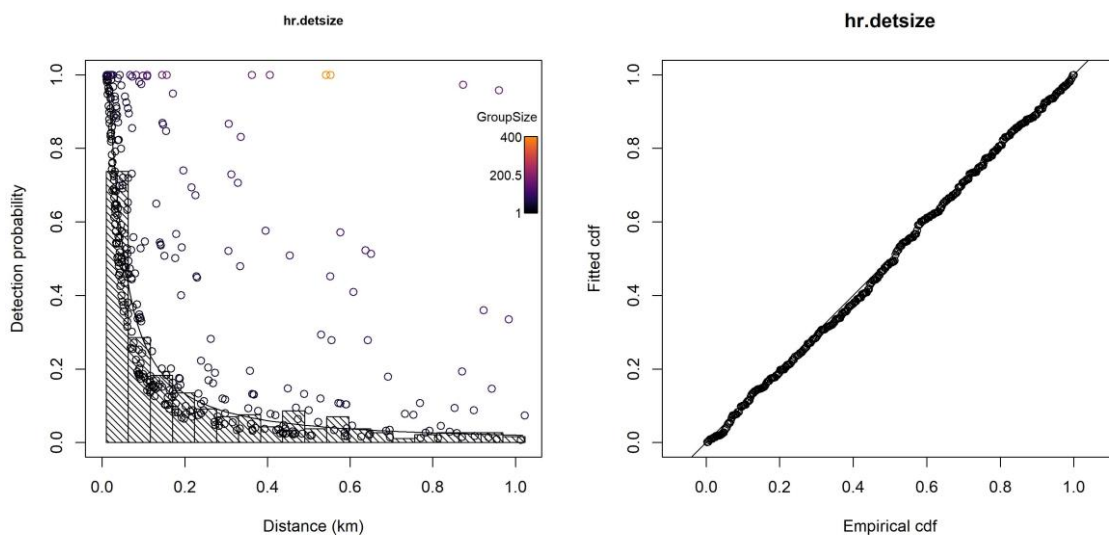 hr.detsize
Detection probability
1.0
0.8
0.6
0.4
0.2
0.0
GroupSize
400
200.5
1
0.0 0.2 0.4 0.6 0.8 1.0
Distance (km)
hr.detsize
Fitted cdf
1.0
0.8
0.6
0.4
0.2
0.0
0.0 0.2 0.4 0.6 0.8 1.0
Empirical cdf